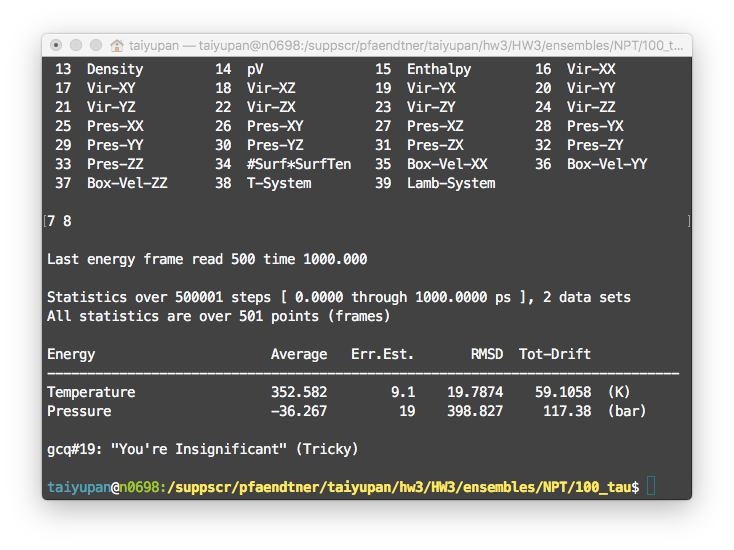 taiyupan — taiyupan@n0698:/suppscr/pfaendtner/taiyupan/hw3/HW3/ensembles/NPT/100_t...
13 Density 14 pV 15 Enthalpy 16 Vir-XX
17 Vir-XY 18 Vir-XZ 19 Vir-YX 20 Vir-YY
21 Vir-YZ 22 Vir-ZX 23 Vir-ZY 24 Vir-ZZ
25 Pres-XX 26 Pres-XY 27 Pres-XZ 28 Pres-YX
29 Pres-YY 30 Pres-YZ 31 Pres-ZX 32 Pres-ZY
33 Pres-ZZ 34 #Surf*SurfTen 35 Box-Vel-XX 36 Box-Vel-YY
37 Box-Vel-ZZ 38 T-System 39 Lamb-System
[7 8 ]
Last energy frame read 500 time 1000.000
Statistics over 500001 steps [ 0.0000 through 1000.0000 ps ], 2 data sets
All statistics are over 501 points (frames)
Energy Average Err.Est. RMSD Tot-Drift
-------------------------------------------------------------------------------
Temperature 352.582 9.1 19.7874 59.1058 (K)
Pressure -36.267 19 398.827 117.38 (bar)
gcq#19: "You're Insignificant" (Tricky)
taiyupan@n0698:/suppscr/pfaendtner/taiyupan/hw3/HW3/ensembles/NPT/100_tau$